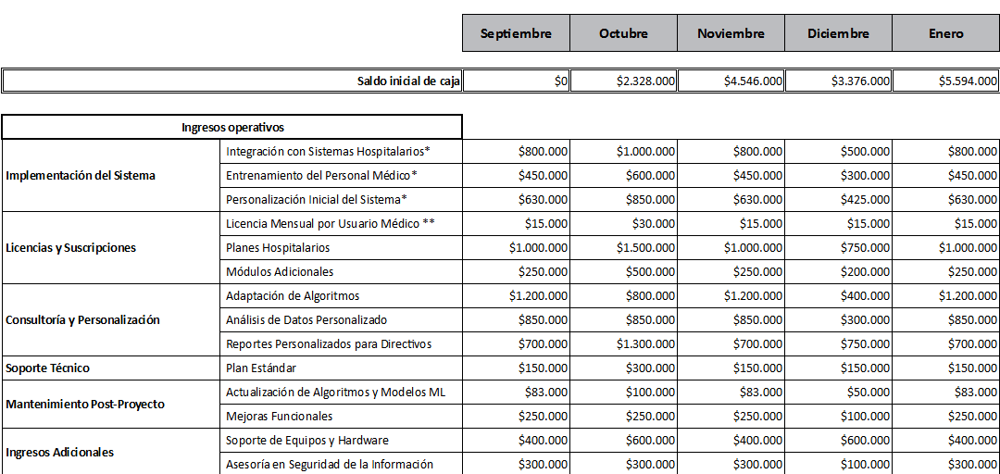 Septiembre Octubre Noviembre Diciembre Enero
Saldo inicial de caja $0 $2.328.000 $4.546.000 $3.376.000 $5.594.000
Ingresos operativos
Integración con Sistemas Hospitalarios* $800.000 $1.000.000 $800.000 $500.000 $800.000
Implementación del Sistema Entrenamiento del Personal Médico* $450.000 $600.000 $450.000 $300.000 $450.000
Personalización Inicial del Sistema* $630.000 $850.000 $630.000 $425.000 $630.000
Licencia Mensual por Usuario Médico ** $15.000 $30.000 $15.000 $15.000 $15.000
Licencias y Suscripciones Planes Hospitalarios $1.000.000 $1.500.000 $1.000.000 $750.000 $1.000.000
Módulos Adicionales $250.000 $500.000 $250.000 $200.000 $250.000
Adaptación de Algoritmos $1.200.000 $800.000 $1.200.000 $400.000 $1.200.000
Consultoría y Personalización Análisis de Datos Personalizado $850.000 $850.000 $850.000 $300.000 $850.000
Reportes Personalizados para Directivos $700.000 $1.300.000 $700.000 $750.000 $700.000
Soporte Técnico Plan Estándar $150.000 $300.000 $150.000 $150.000 $150.000
Mantenimiento Post-Proyecto Actualización de Algoritmos y Modelos ML $83.000 $100.000 $83.000 $50.000 $83.000
Mejoras Funcionales $250.000 $250.000 $250.000 $100.000 $250.000
Ingresos Adicionales Soporte de Equipos y Hardware $400.000 $600.000 $400.000 $600.000 $400.000
Asesoría en Seguridad de la Información $300.000 $300.000 $300.000 $100.000 $300.000